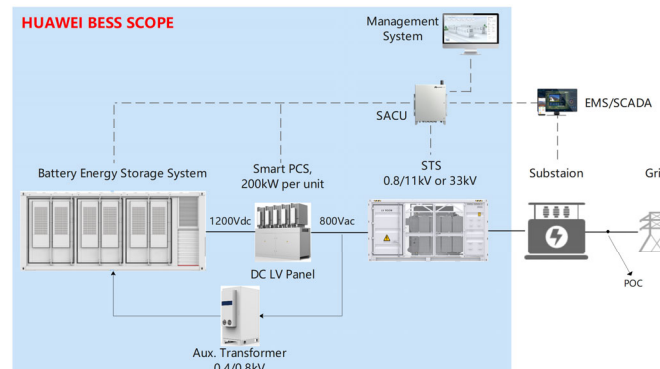 HUAWEI BESS SCOPE
Management
System
SACU
EMS/SCADA
Battery Energy Storage System
Smart PCS,
200kW per unit
STS
0.8/11kV or 33kV
Substaion
Gri
1200Vdc
800Vac
DC LV Panel
POC
Aux. Transformer
0.4/0.8kV